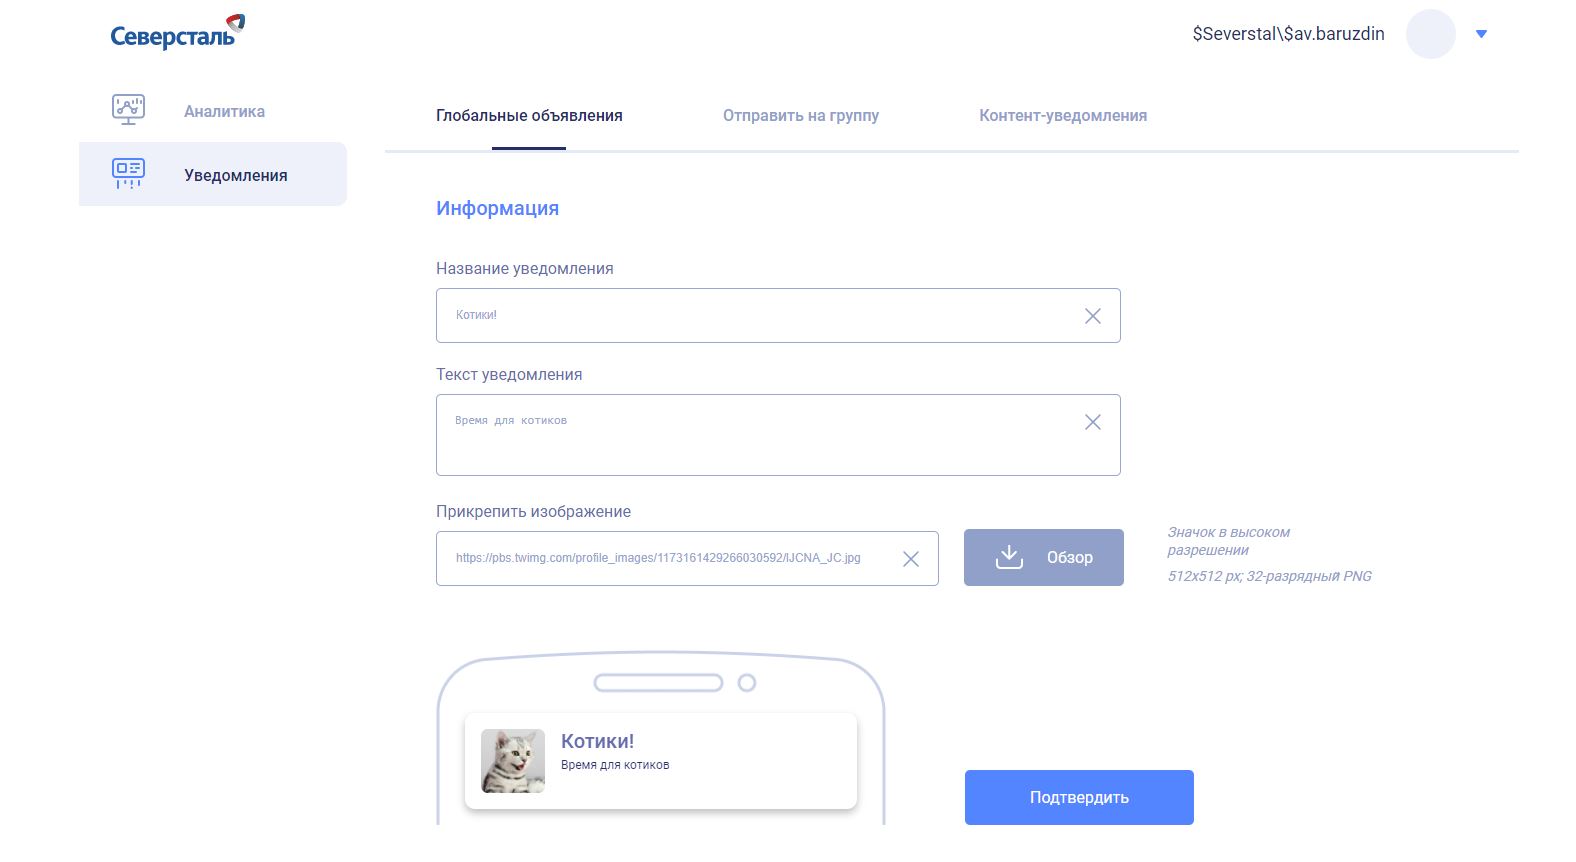 Северсталь
$Severstal\$av.baruzdin
Аналитика
Уведомления
Глобальные объявления
Отправить на группу
Контент-уведомления
Информация
Название уведомления
Котики!
Текст уведомления
Время для котиков
Прикрепить изображение
https://pbs.twimg.com/profile_images/1173161429266030592/lJCNA_JC.jpg
Обзор
Значок в высоком
разрешении
512x512 px; 32-разрядный PNG
Котики!
Время для котиков
Подтвердить